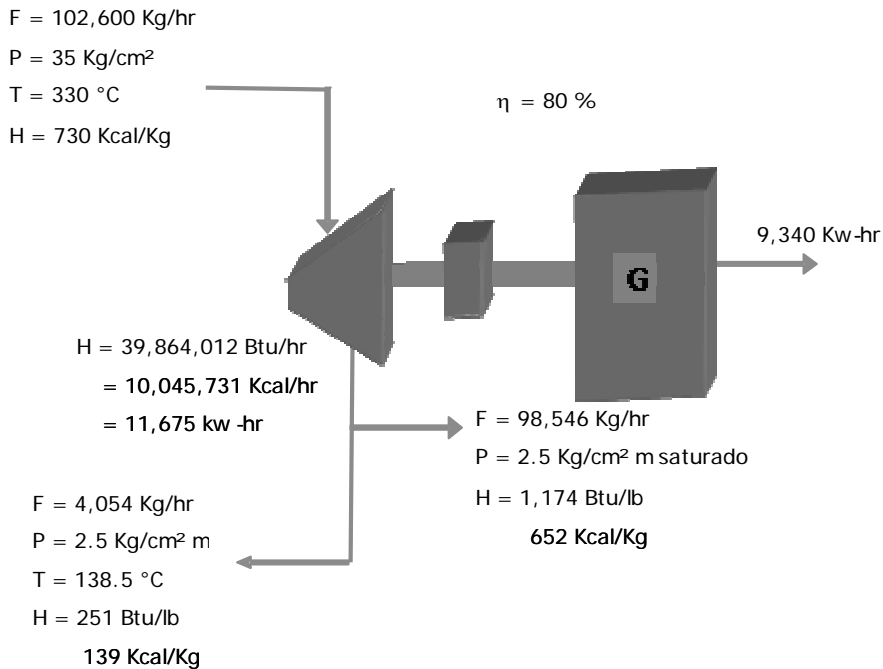 F = 102,600 Kg/hr
P = 35 Kg/cm²
T = 330 °C
H = 730 Kcal/Kg
η = 80 %
9,340 Kw-hr
G
H = 39,864,012 Btu/hr
= 10,045,731 Kcal/hr
= 11,675 kw-hr
F = 98,546 Kg/hr
P = 2.5 Kg/cm² m saturado
H = 1,174 Btu/lb
652 Kcal/Kg
F = 4,054 Kg/hr
P = 2.5 Kg/cm² m
T = 138.5 °C
H = 251 Btu/lb
139 Kcal/Kg